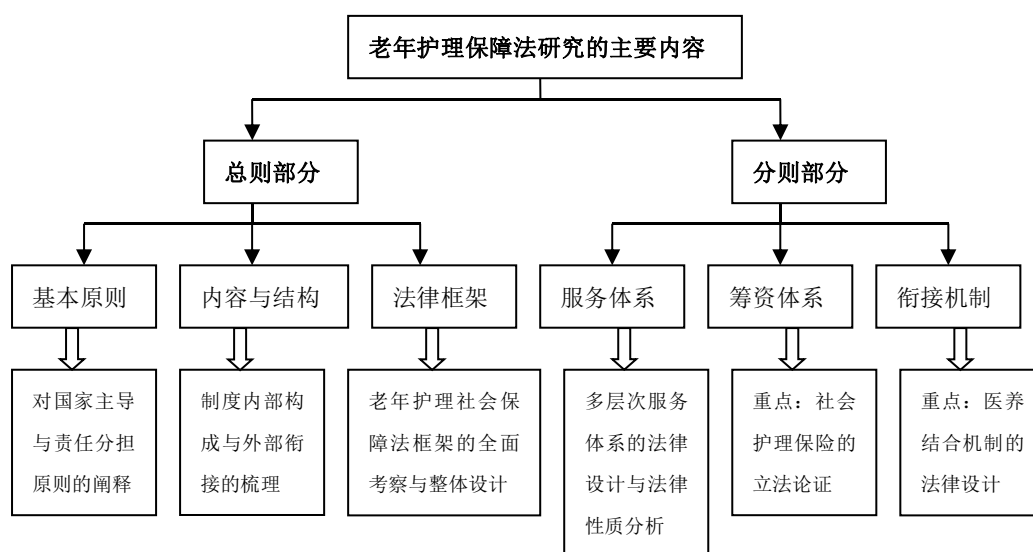 老年护理保障法研究的主要内容
总则部分
分则部分
基本原则
内容与结构
法律框架
服务体系
筹资体系
衔接机制
对国家主导
与责任分担
原则的阐释
制度内部构
成与外部衔
接的梳理
老年护理社会保
障法框架的全面
考察与整体设计
多层次服务
体系的法律
设计与法律
性质分析
重点：社会
护理保险的
立法论证
重点：医养
结合机制的
法律设计